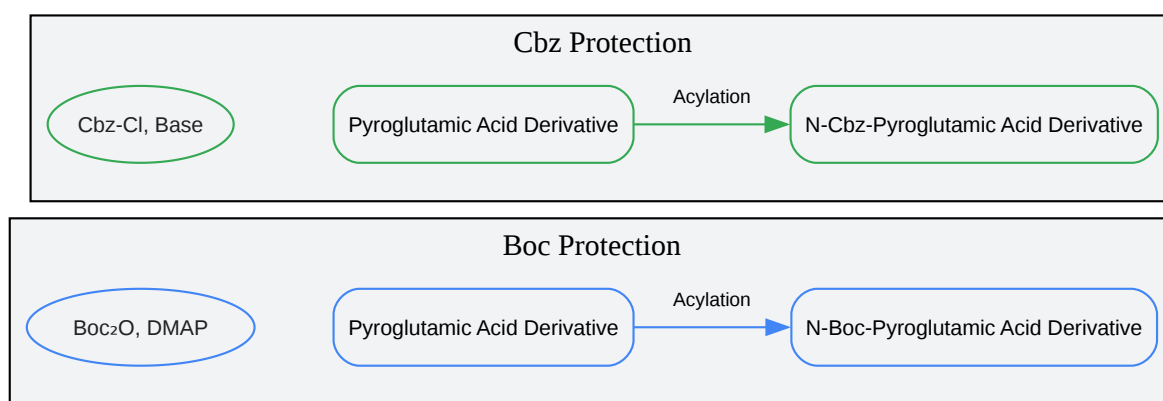 Cbz Protection
Cbz-Cl, Base
Pyroglutamic Acid Derivative
Acylation
N-Cbz-Pyroglutamic Acid Derivative
Boc Protection
Boc₂O, DMAP
Pyroglutamic Acid Derivative
Acylation
N-Boc-Pyroglutamic Acid Derivative